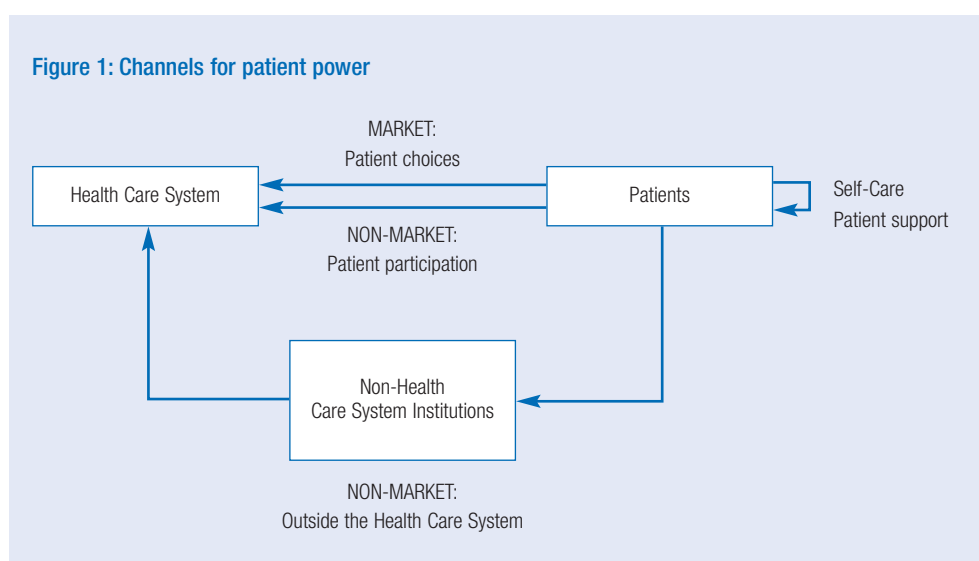 Figure 1: Channels for patient power
MARKET:
Patient choices
Health Care System
Patients
Self-Care
Patient support
NON-MARKET:
Patient participation
Non-Health
Care System Institutions
NON-MARKET:
Outside the Health Care System